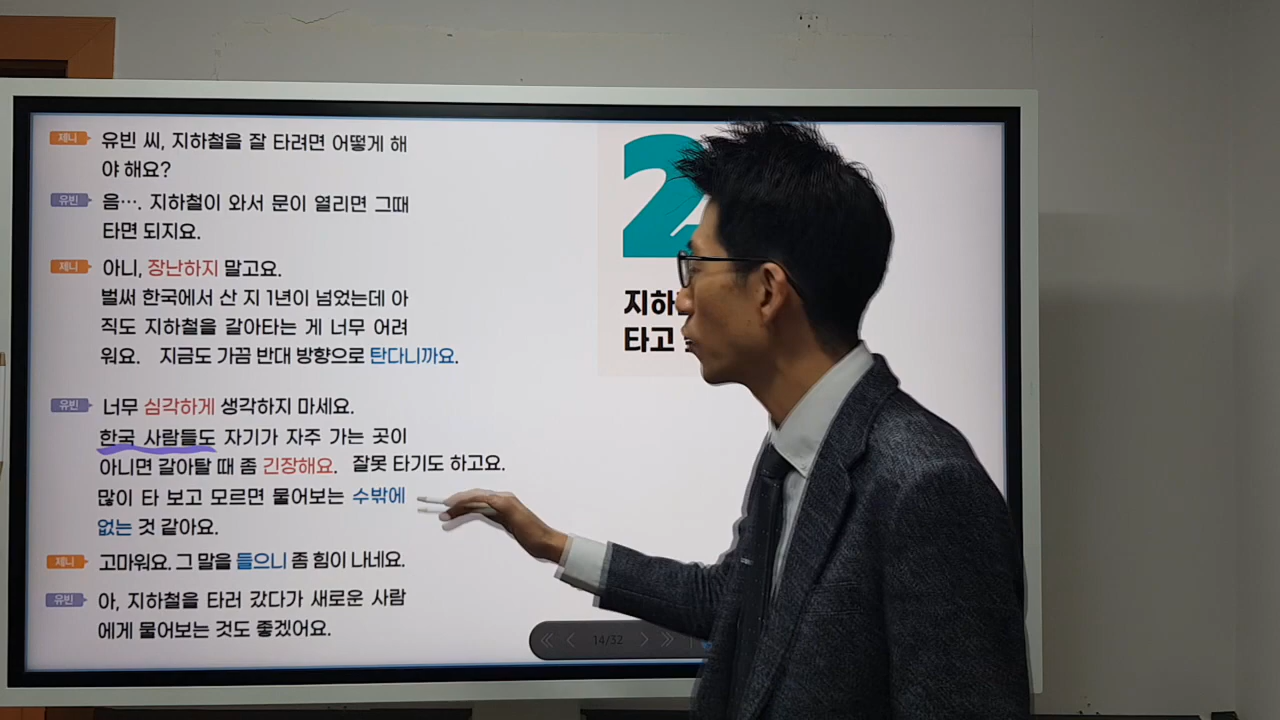 제니 유빈 씨, 지하철을 잘 타려면 어떻게 해
야 해요?
유빈 음…. 지하철이 와서 문이 열리면 그때
타면 되지요.
제니 아니, 장난하지 말고요.
벌써 한국에서 산 지 1년이 넘었는데 아
직도 지하철을 갈아타는 게 너무 어려
워요. 지금도 가끔 반대 방향으로 탄다니까요.
유빈 너무 심각하게 생각하지 마세요.
한국 사람들도 자기가 자주 가는 곳이
아니면 갈아탈 때 좀 긴장해요. 잘못 타기도 하고요.
많이 타 보고 모르면 물어보는 수밖에
없는 것 같아요.
제니 고마워요. 그 말을 들으니 좀 힘이 나네요.
유빈 아, 지하철을 타러 갔다가 새로운 사람
에게 물어보는 것도 좋겠어요.
지하
타고
14/32